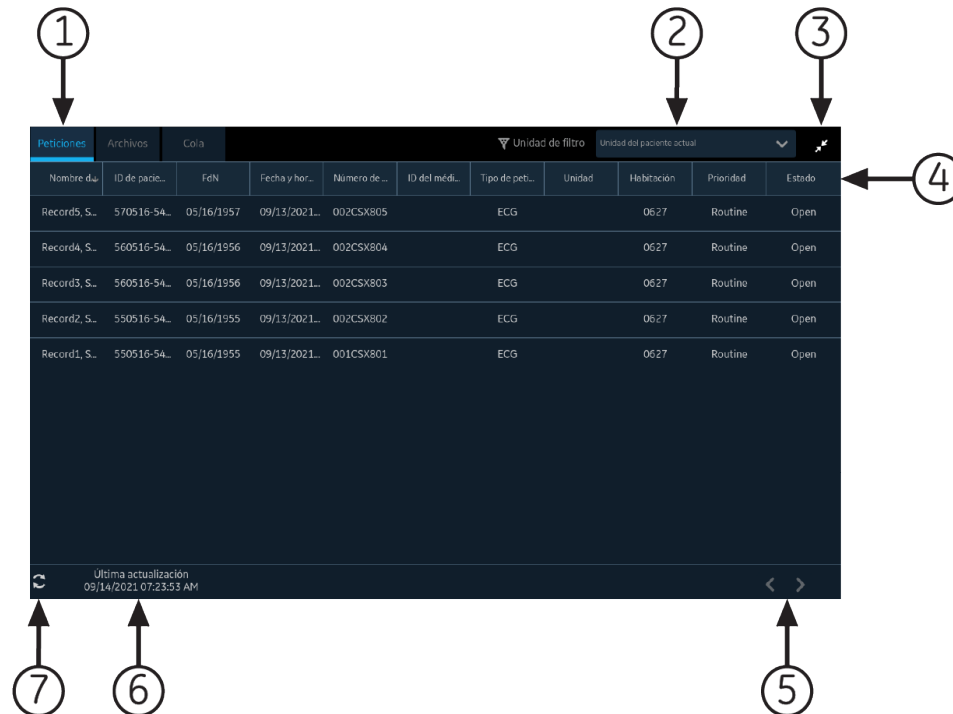 1 2 3
Peticiones Archivos Cola Unidad de filtro Unidad del paciente actual
Nombre d... ID de pacie... FdN Fecha y hor... Número de ... ID del médi... Tipo de peti... Unidad Habitación Prioridad Estado
4
Record5, S... 570516-54... 05/16/1957 09/13/2021... 002CSX805 ECG 0627 Routine Open
Record4, S... 560516-54... 05/16/1956 09/13/2021... 002CSX804 ECG 0627 Routine Open
Record3, S... 560516-54... 05/16/1956 09/13/2021... 002CSX803 ECG 0627 Routine Open
Record2, S... 550516-54... 05/16/1955 09/13/2021... 002CSX802 ECG 0627 Routine Open
Record1, S... 550516-54... 05/16/1955 09/13/2021... 001CSX801 ECG 0627 Routine Open
Última actualización
09/14/2021 07:23:53 AM
7 6 5